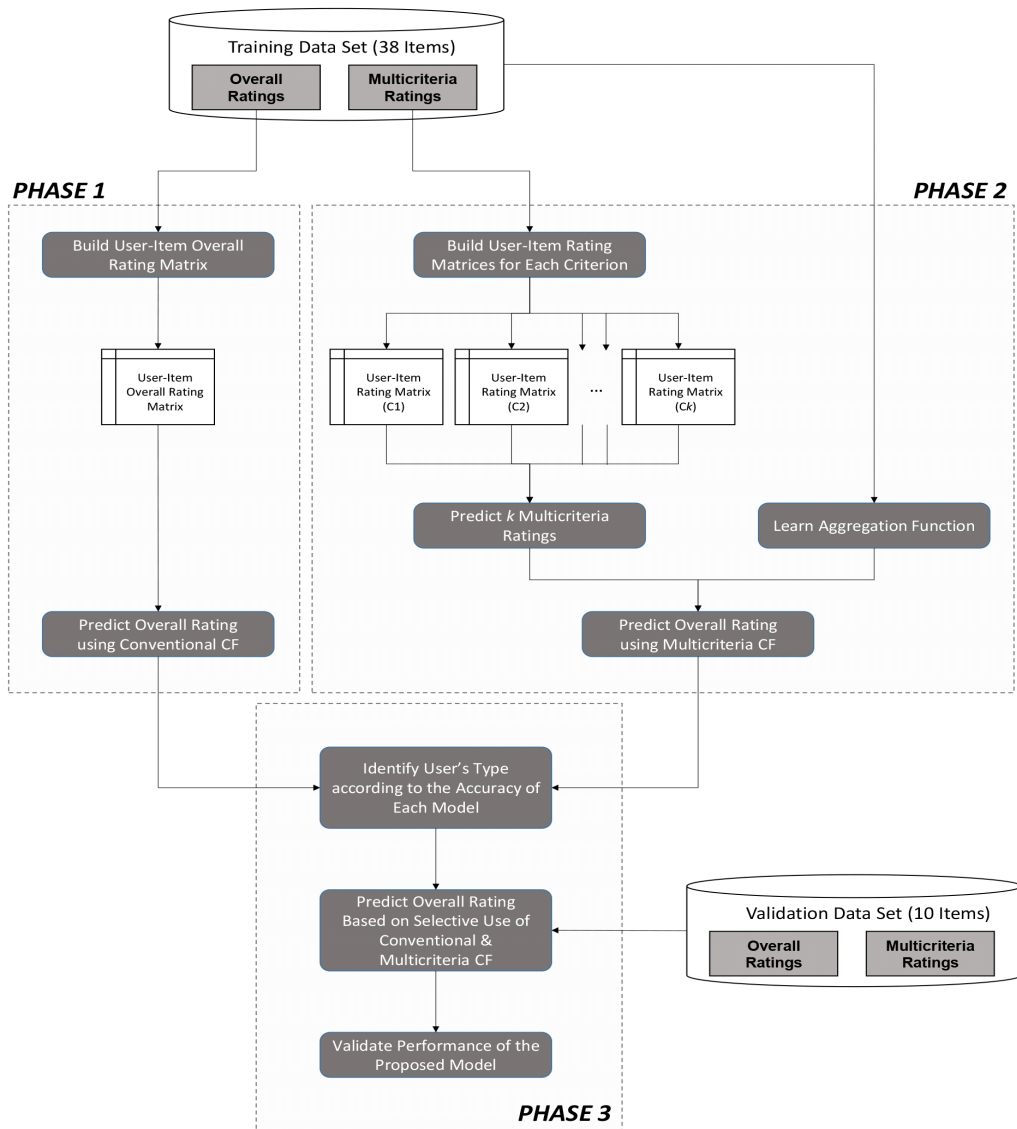 Training Data Set (38 Items)
Overall
Ratings
Multicriteria
Ratings
PHASE 1
PHASE 2
Build User-Item Overall
Rating Matrix
Build User-Item Rating
Matrices for Each Criterion
User-Item
Overall Rating
Matrix
User-Item
Rating Matrix
(C1)
User-Item
Rating Matrix
(C2)
...
User-Item
Rating Matrix
(Ck)
Predict k Multicriteria
Ratings
Learn Aggregation Function
Predict Overall Rating
using Conventional CF
Predict Overall Rating
using Multicriteria CF
Identify User’s Type
according to the Accuracy of
Each Model
Predict Overall Rating
Based on Selective Use of
Conventional &
Multicriteria CF
Validation Data Set (10 Items)
Overall
Ratings
Multicriteria
Ratings
Validate Performance of the
Proposed Model
PHASE 3